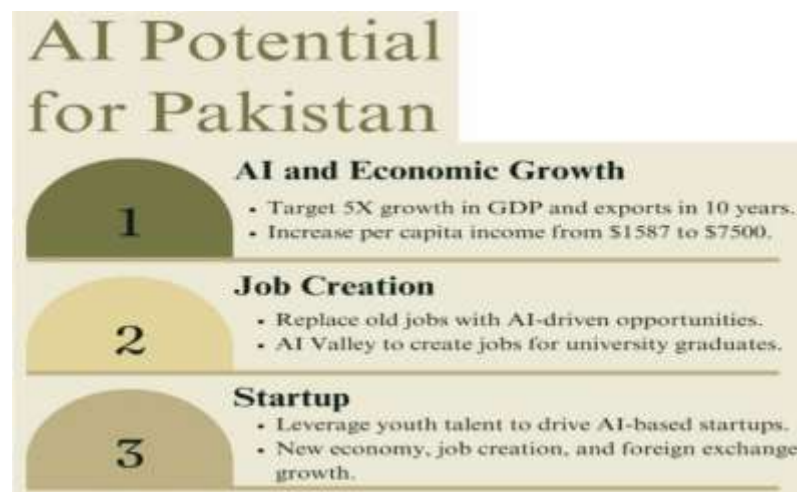 AI Potential
for Pakistan
1
AI and Economic Growth
• Target 5X growth in GDP and exports in 10 years.
• Increase per capita income from $1587 to $7500.
2
Job Creation
• Replace old jobs with AI-driven opportunities.
• AI Valley to create jobs for university graduates.
3
Startup
• Leverage youth talent to drive AI-based startups.
• New economy, job creation, and foreign exchange
growth.